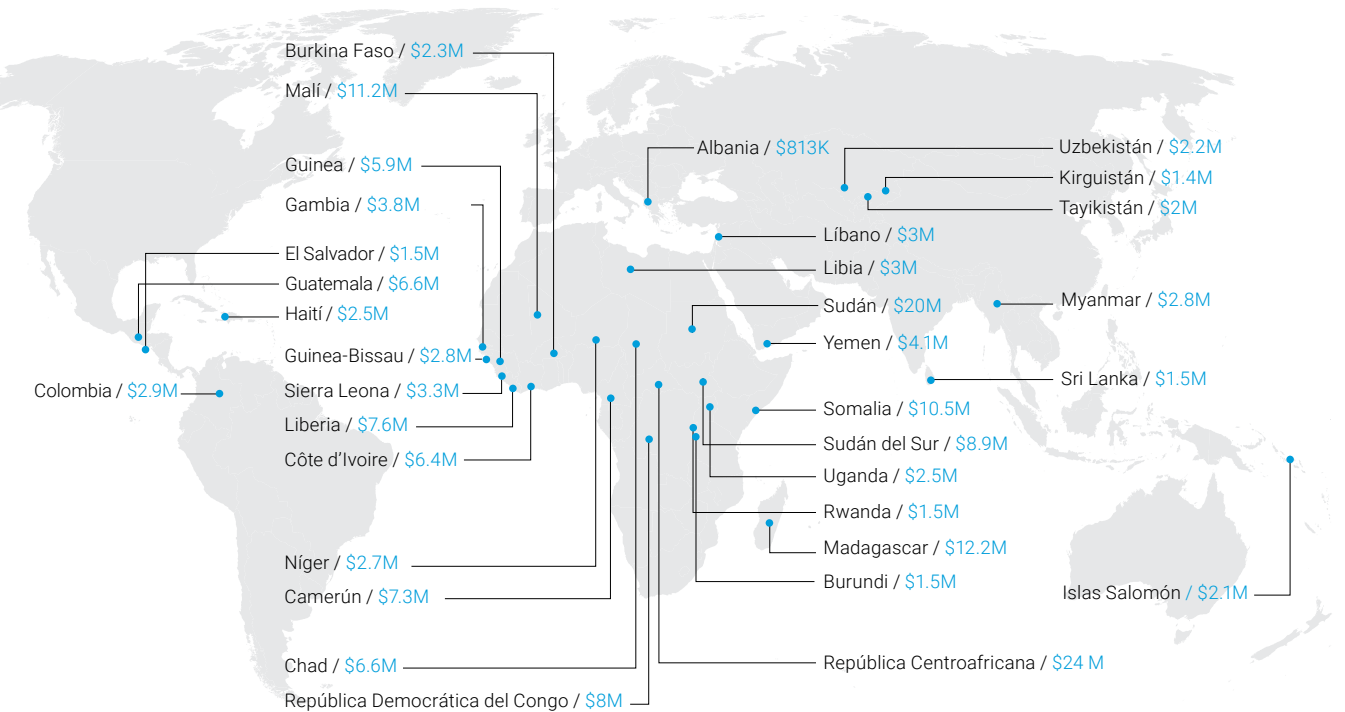 Burkina Faso / $2.3M
Malí / $11.2M
Guinea / $5.9M
Gambia / $3.8M
El Salvador / $1.5M
Guatemala / $6.6M
Haití / $2.5M
Guinea-Bissau / $2.8M
Colombia / $2.9M
Sierra Leona / $3.3M
Liberia / $7.6M
Côte d’Ivoire / $6.4M
Níger / $2.7M
Camerún / $7.3M
Chad / $6.6M
República Democrática del Congo / $8M
Albania / $813K
Líbano / $3M
Libia / $3M
Sudán / $20M
Yemen / $4.1M
Somalia / $10.5M
Sudán del Sur / $8.9M
Uganda / $2.5M
Rwanda / $1.5M
Madagascar / $12.2M
Burundi / $1.5M
República Centroafricana / $24 M
Uzbekistán / $2.2M
Kirguistán / $1.4M
Tayikistán / $2M
Myanmar / $2.8M
Sri Lanka / $1.5M
Islas Salomón / $2.1M